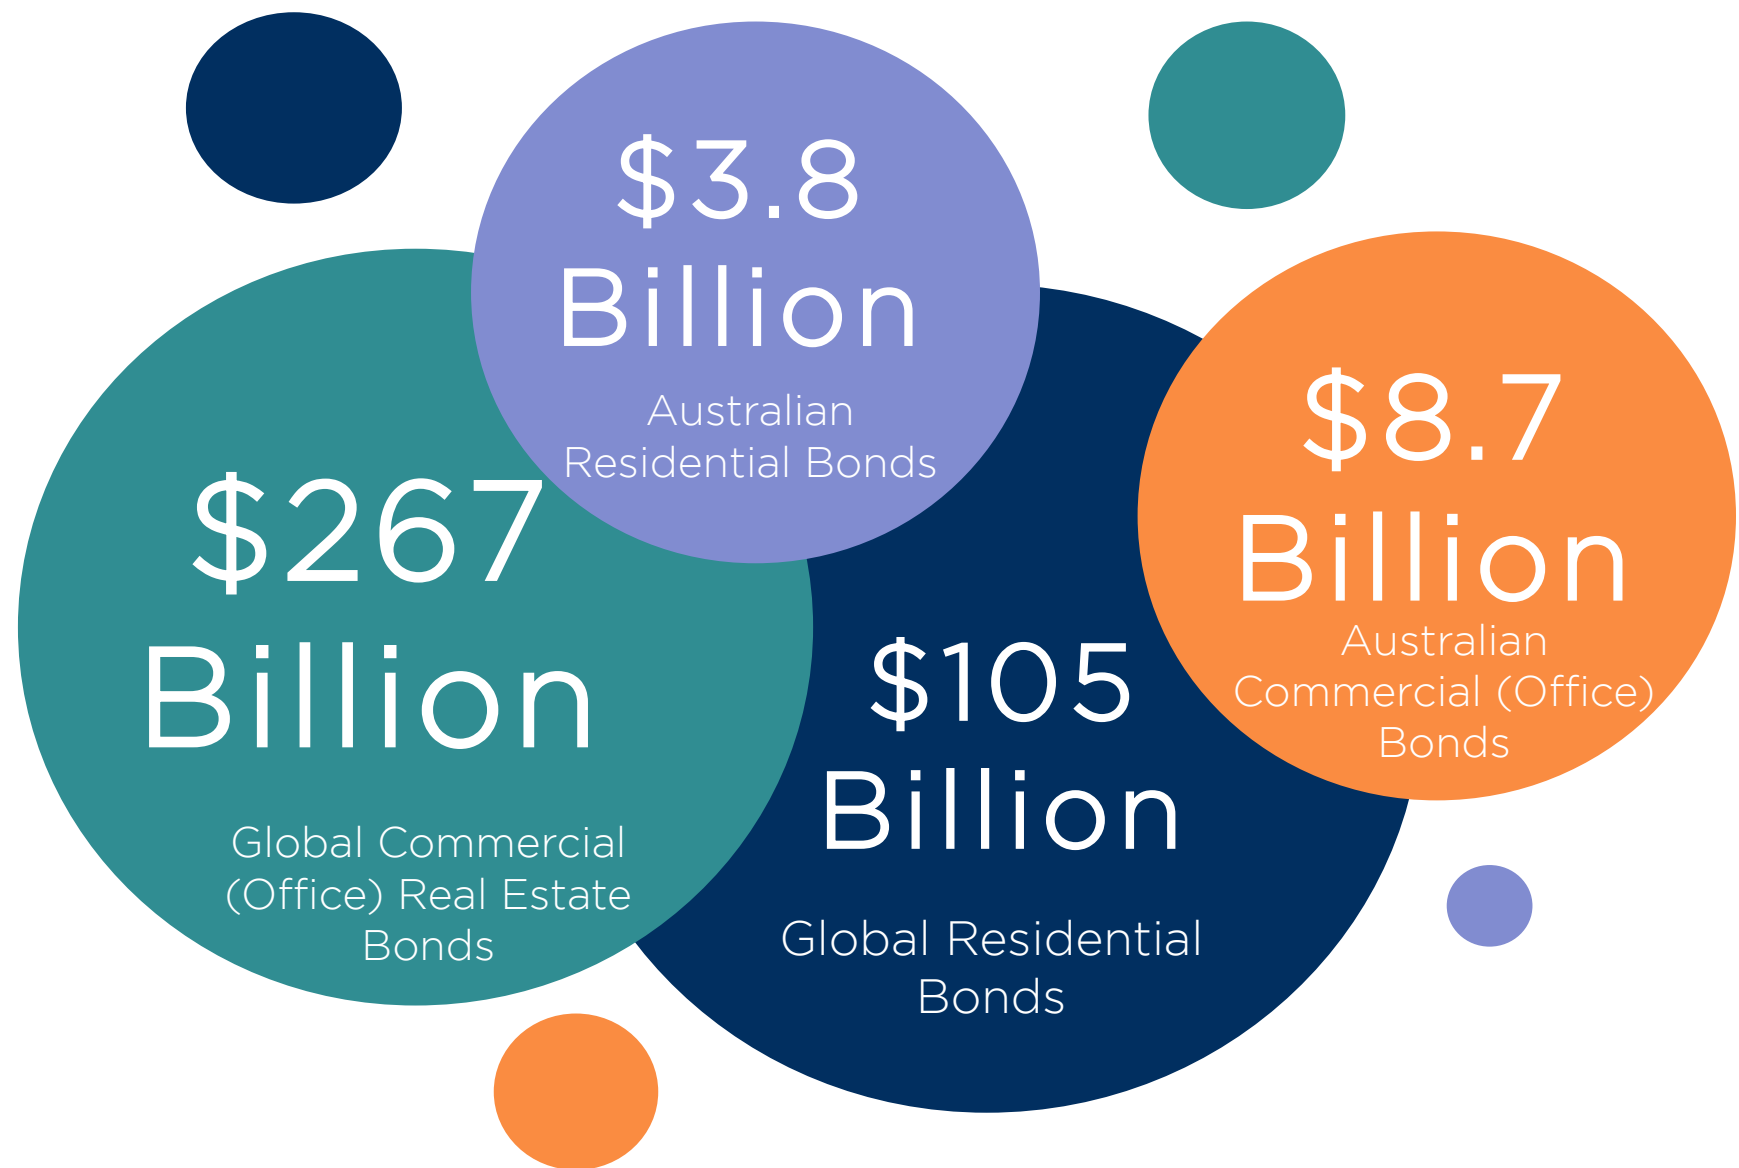 $3.8
Billion
Australian
Residential Bonds
$267
Billion
Global Commercial
(Office) Real Estate
Bonds
$105
Billion
Global Residential
Bonds
$8.7
Billion
Australian
Commercial (Office)
Bonds